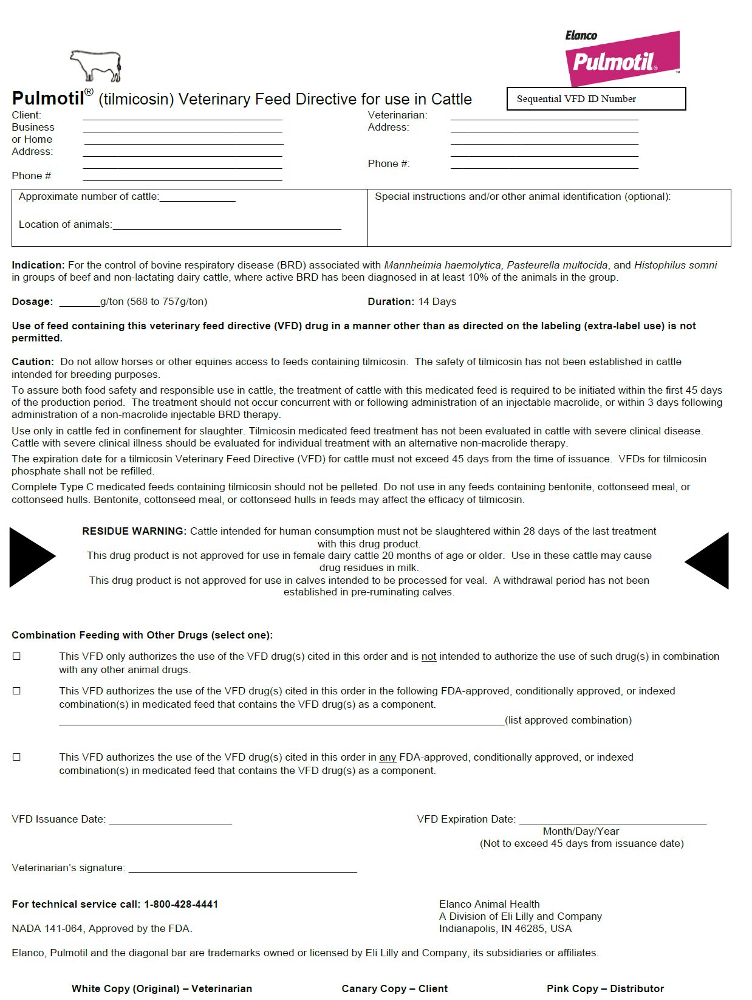 Elanco
Pulmotil®
™
Pulmotil(R) (tilmicosin) Veterinary Feed Directive for use in Cattle
Sequential VFD ID Number
Client: ____________________ Veterinarian: ____________________
Business ____________________ Address: ____________________
or Home ____________________ ____________________
Address: ____________________ ____________________
____________________ Phone #: ____________________
Phone # ____________________
Approximate number of cattle:_____________
Special instructions and/or other animal identification (optional):
Location of animals:____________________
Indication: For the control of bovine respiratory disease (BRD) associated with Mannheimia haemolytica, Pasteurella multocida, and Histophilus somni
in groups of beef and non-lactating dairy cattle, where active BRD has been diagnosed in at least 10% of the animals in the group.
Dosage: _______g/ton (568 to 757g/ton) Duration: 14 Days
Use of feed containing this veterinary feed directive (VFD) drug in a manner other than as directed on the labeling (extra-label use) is not
permitted.
Caution: Do not allow horses or other equines access to feeds containing tilmicosin. The safety of tilmicosin has not been established in cattle
intended for breeding purposes.
To assure both food safety and responsible use in cattle, the treatment of cattle with this medicated feed is required to be initiated within the first 45 days
of the production period. The treatment should not occur concurrent with or following administration of an injectable macrolide, or within 3 days following
administration of a non-macrolide injectable BRD therapy.
Use only in cattle fed in confinement for slaughter. Tilmicosin medicated feed treatment has not been evaluated in cattle with severe clinical disease.
Cattle with severe clinical illness should be evaluated for individual treatment with an alternative non-macrolide therapy.
The expiration date for a tilmicosin Veterinary Feed Directive (VFD) for cattle must not exceed 45 days from the time of issuance. VFDs for tilmicosin
phosphate shall not be refilled.
Complete Type C medicated feeds containing tilmicosin should not be pelleted. Do not use in any feeds containing bentonite, cottonseed meal, or
cottonseed hulls. Bentonite, cottonseed meal, or cottonseed hulls in feeds may affect the efficacy of tilmicosin.
RESIDUE WARNING: Cattle intended for human consumption must not be slaughtered within 28 days of the last treatment
with this drug product.
This drug product is not approved for use in female dairy cattle 20 months of age or older. Use in these cattle may cause
drug residues in milk.
This drug product is not approved for use in calves intended to be processed for veal. A withdrawal period has not been
established in pre-ruminating calves.
Combination Feeding with Other Drugs (select one):
☐ This VFD only authorizes the use of the VFD drug(s) cited in this order and is not intended to authorize the use of such drug(s) in combination
with any other animal drugs.
☐ This VFD authorizes the use of the VFD drug(s) cited in this order in the following FDA-approved, conditionally approved, or indexed
combination(s) in medicated feed that contains the VFD drug(s) as a component.
____________________(list approved combination)
☐ This VFD authorizes the use of the VFD drug(s) cited in this order in any FDA-approved, conditionally approved, or indexed
combination(s) in medicated feed that contains the VFD drug(s) as a component.
VFD Issuance Date: ____________________ VFD Expiration Date: ____________________
Month/Day/Year
(Not to exceed 45 days from issuance date)
Veterinarian’s signature: ____________________
For technical service call: 1-800-428-4441 Elanco Animal Health
A Division of Eli Lilly and Company
NADA 141-064, Approved by the FDA. Indianapolis, IN 46285, USA
Elanco, Pulmotil and the diagonal bar are trademarks owned or licensed by Eli Lilly and Company, its subsidiaries or affiliates.
White Copy (Original) – Veterinarian Canary Copy – Client Pink Copy – Distributor